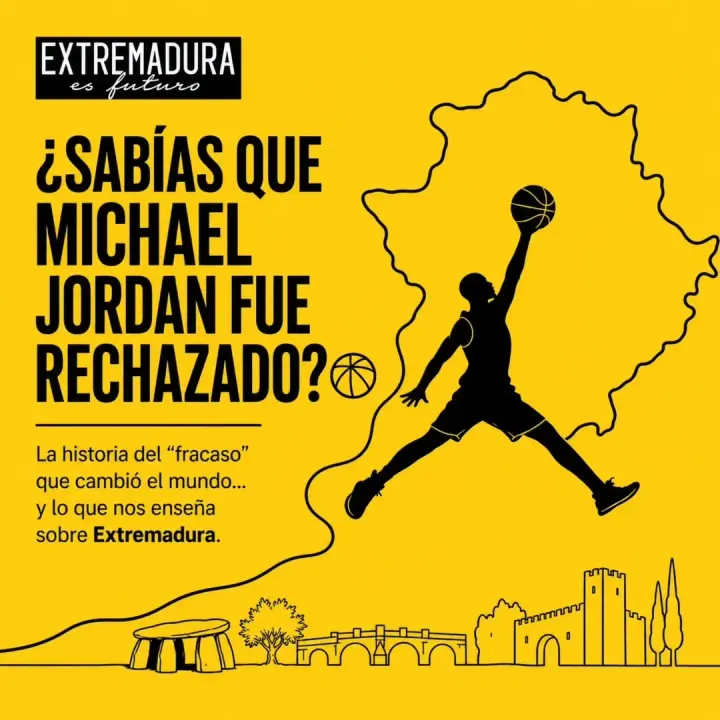 EXTREMADURA
es futuro
¿SABÍAS QUE
MICHAEL
JORDAN FUE
RECHAZADO?
La historia del “fracaso”
que cambió el mundo...
y lo que nos enseña
sobre Extremadura.